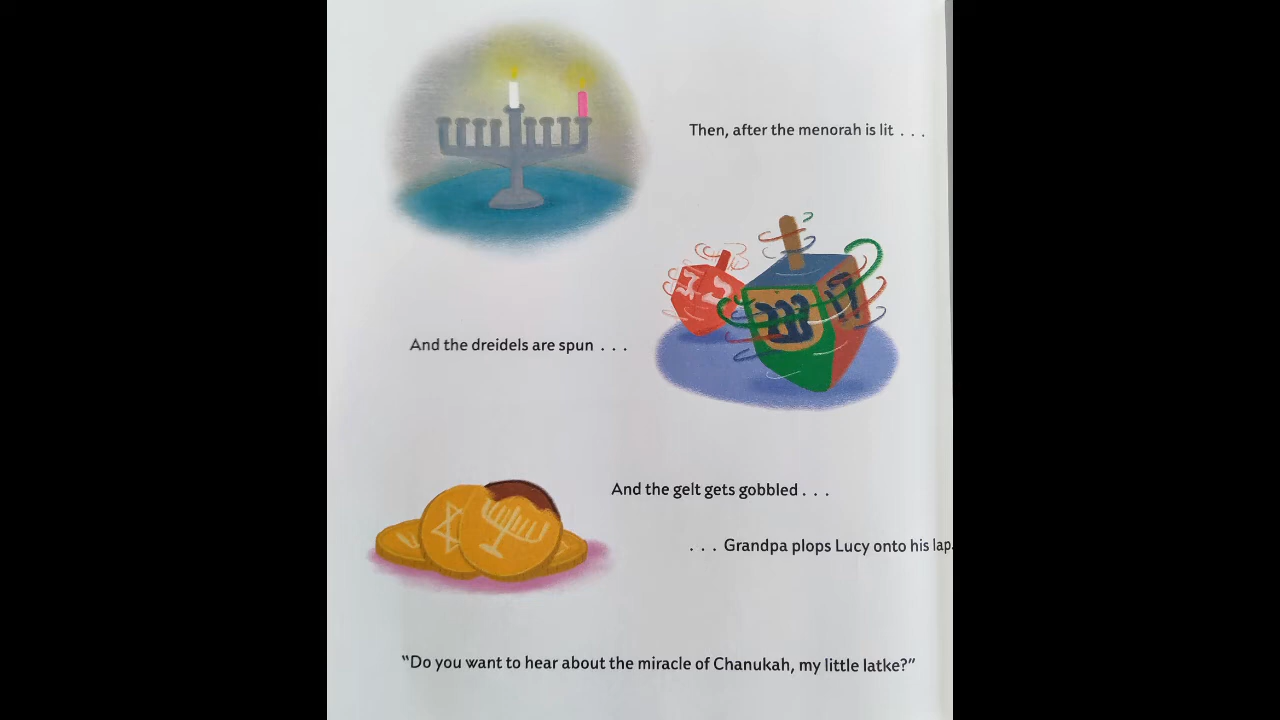 Then, after the menorah is lit . . .
And the dreidels are spun . . .
And the gelt gets gobbled . . .
. . . Grandpa plops Lucy onto his lap.
“Do you want to hear about the miracle of Chanukah, my little latke?”